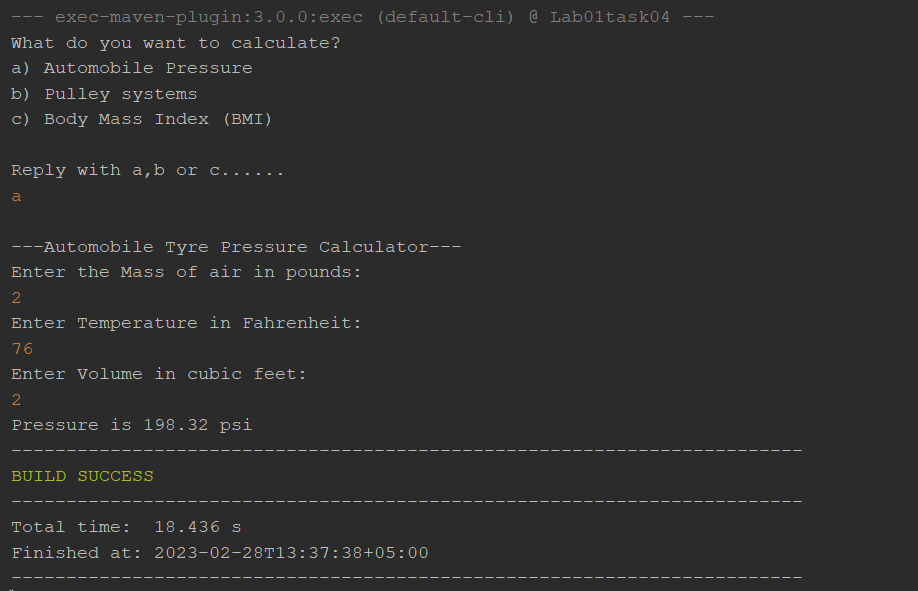 --- exec-maven-plugin:3.0.0:exec (default-cli) @ Lab01task04 ---
What do you want to calculate?
a) Automobile Pressure
b) Pulley systems
c) Body Mass Index (BMI)
Reply with a,b or c......
a
---Automobile Tyre Pressure Calculator---
Enter the Mass of air in pounds:
2
Enter Temperature in Fahrenheit:
76
Enter Volume in cubic feet:
2
Pressure is 198.32 psi
------------------------------------------------------------------------
BUILD SUCCESS
------------------------------------------------------------------------
Total time:  18.436 s
Finished at: 2023-02-28T13:37:38+05:00
------------------------------------------------------------------------